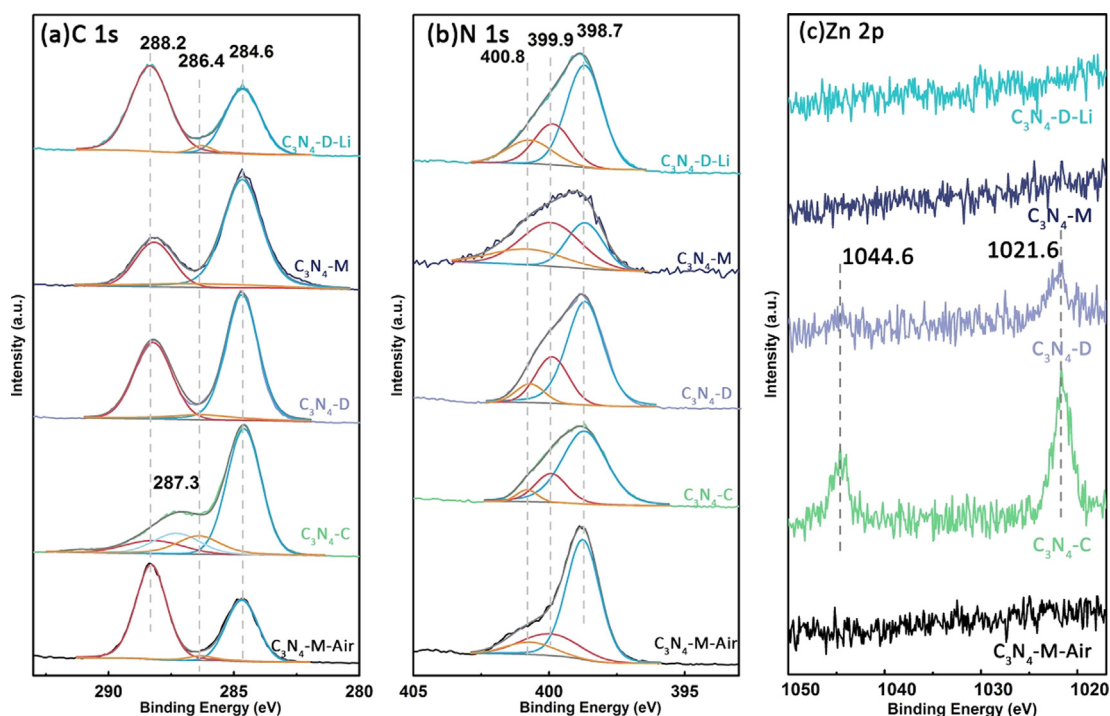 (a)C 1s
288.2
286.4
284.6
C₃N₄-D-Li
C₃N₄-M
C₃N₄-D
287.3
C₃N₄-C
C₃N₄-M-Air
Intensity (a.u.)
290
285
280
Binding Energy (eV)
(b)N 1s
400.8
399.9
398.7
C₃N₄-D-Li
C₃N₄-M
C₃N₄-D
C₃N₄-C
C₃N₄-M-Air
Intensity (a.u.)
405
400
395
Binding Energy (eV)
(c)Zn 2p
C₃N₄-D-Li
C₃N₄-M
1044.6
1021.6
C₃N₄-D
C₃N₄-C
C₃N₄-M-Air
Intensity (a.u.)
1050
1040
1030
1020
Binding Energy (eV)